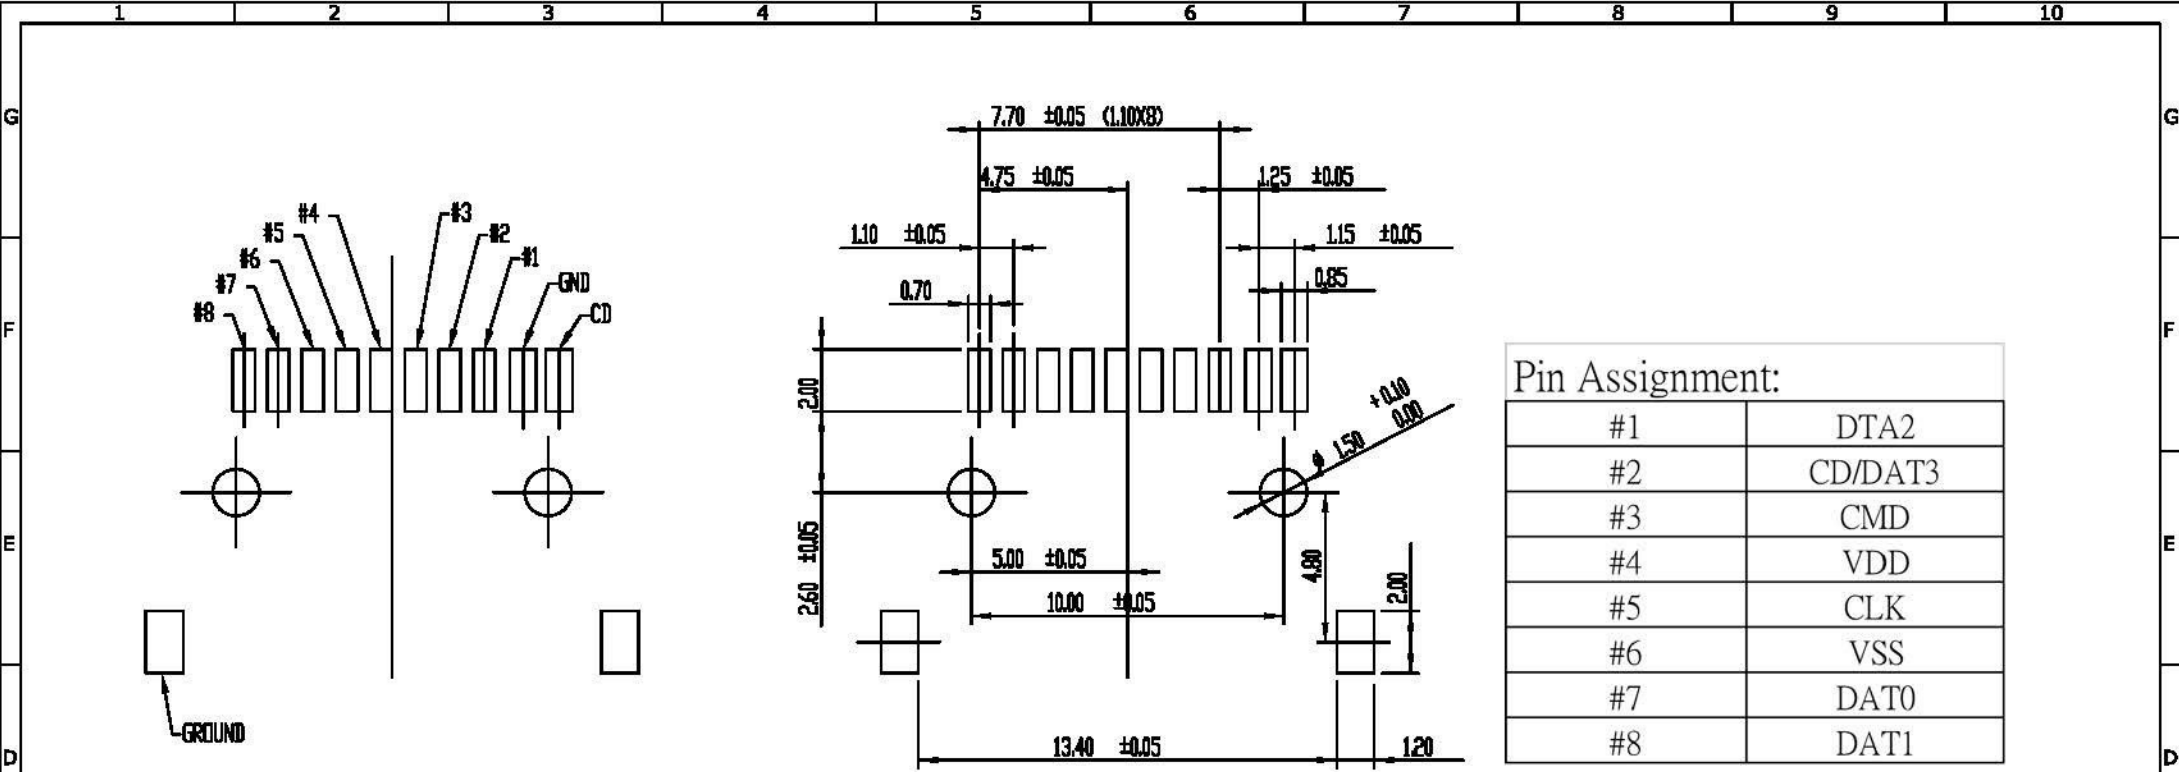 1 2 3 4 5 6 7 8 9 10
G G
7.70 ±0.05 (1.10X8)
4.75 ±0.05 1.25 ±0.05
#4 #3
#5 #2
1.10 ±0.05 1.15 ±0.05
#6 #1
#7 GND
0.70 0.85
#8 CD
F F
2.00
+0.10
0.00
ϕ 1.50
Pin Assignment:
#1 DTA2
#2 CD/DAT3
#3 CMD
#4 VDD
#5 CLK
#6 VSS
#7 DAT0
#8 DAT1
E E
2.60 ±0.05
5.00 ±0.05
4.80
2.00
10.00 ±0.05
GROUND
13.40 ±0.05 1.20
D D